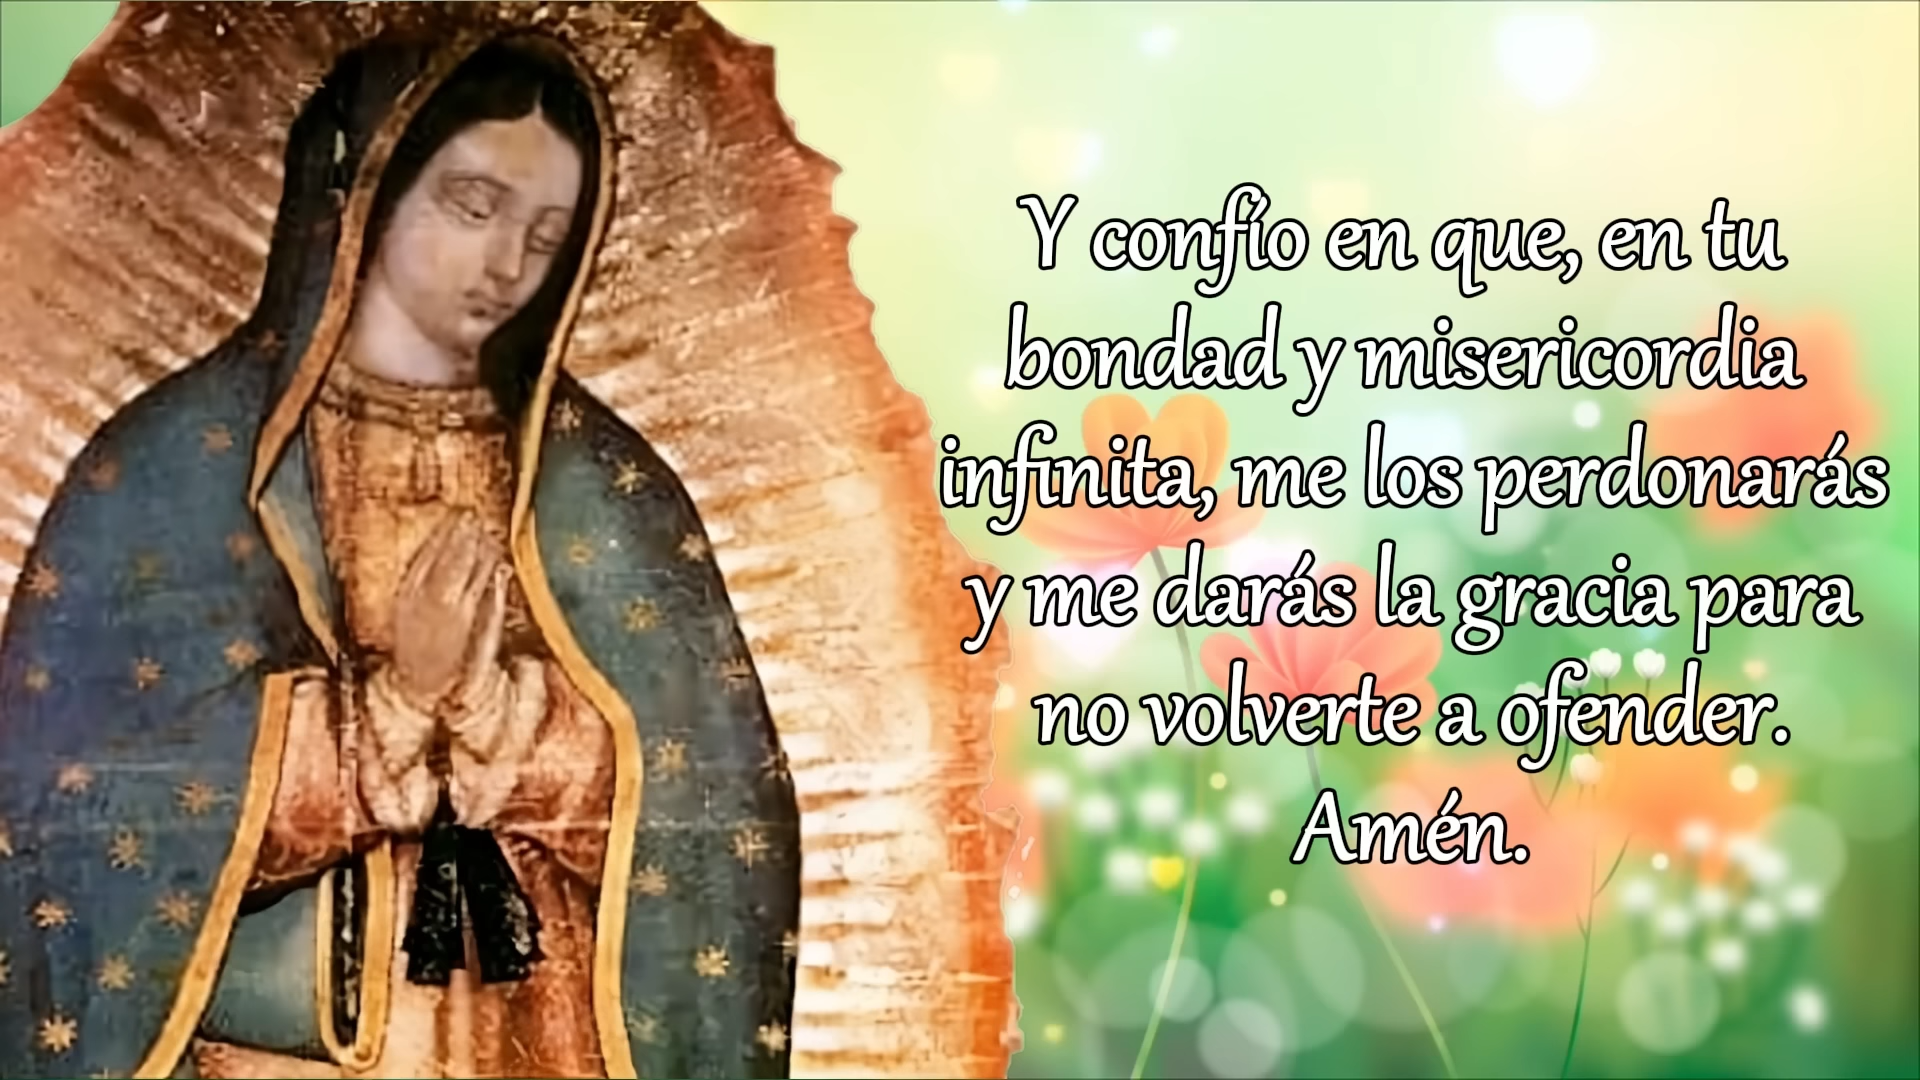 Y confío en que, en tu
bondad y misericordia
infinita, me los perdonarás
y me darás la gracia para
no volverte a ofender.
Amén.